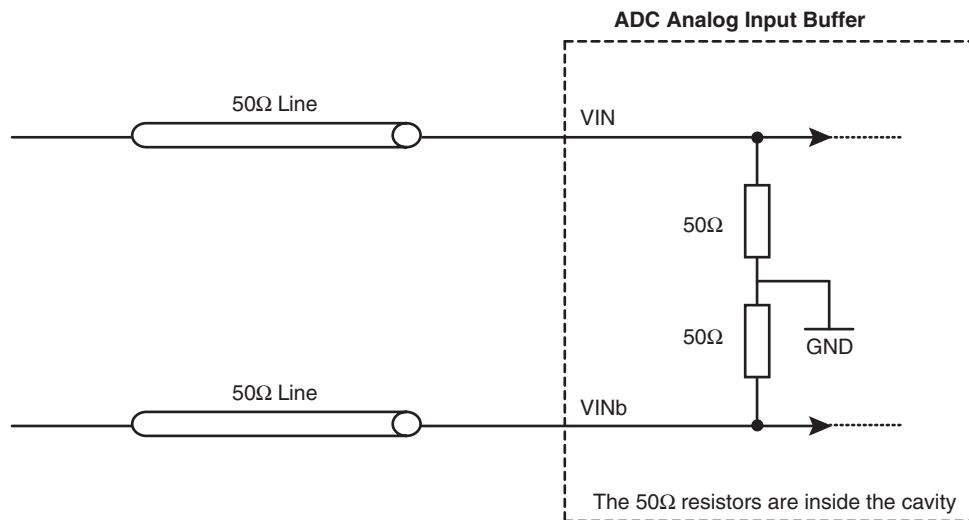 ADC Analog Input Buffer
50Ω Line
VIN
50Ω
50Ω
GND
50Ω Line
VINb
The 50Ω resistors are inside the cavity